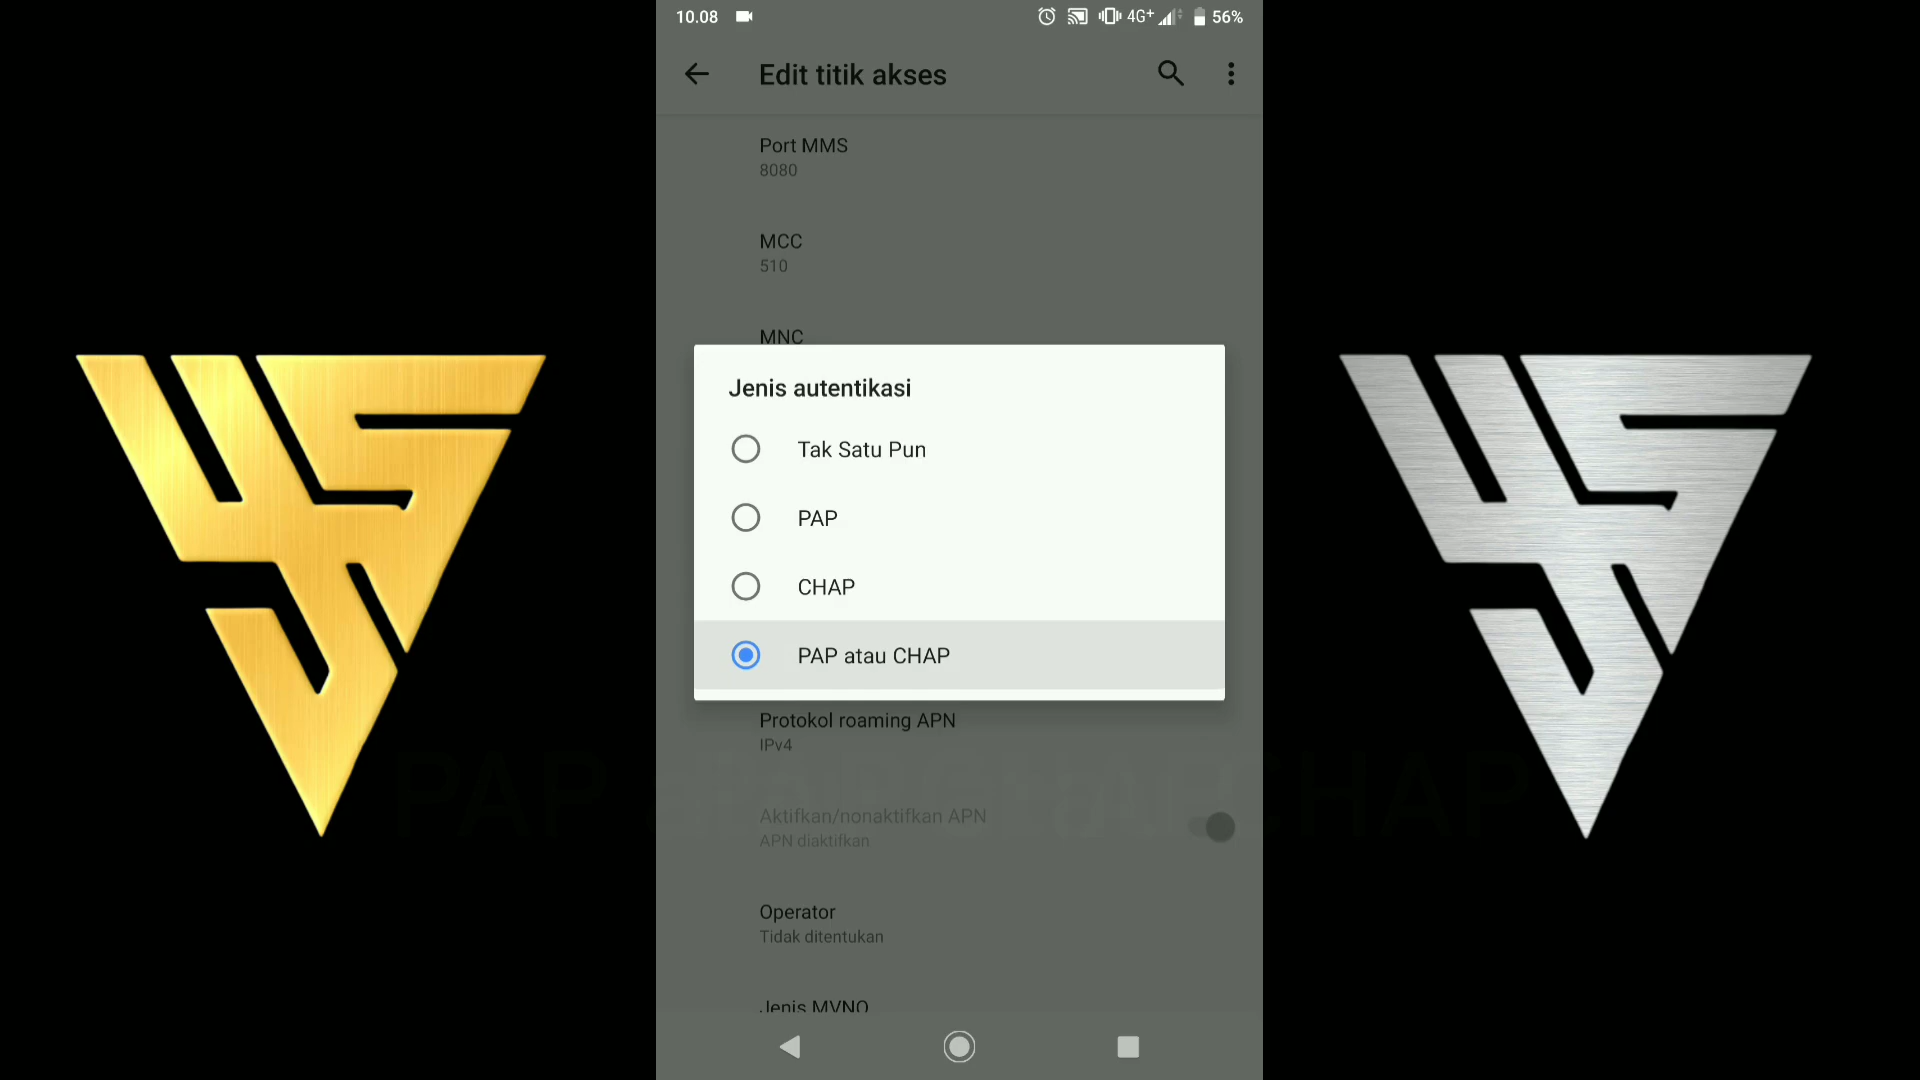 10.08
4G+
56%
Edit titik akses
Port MMS
8080
MCC
510
MNC
Jenis autentikasi
Tak Satu Pun
PAP
CHAP
PAP atau CHAP
Protokol roaming APN
IPv4
Aktifkan/nonaktifkan APN
APN diaktifkan
Operator
Tidak ditentukan
Jenis MVNO